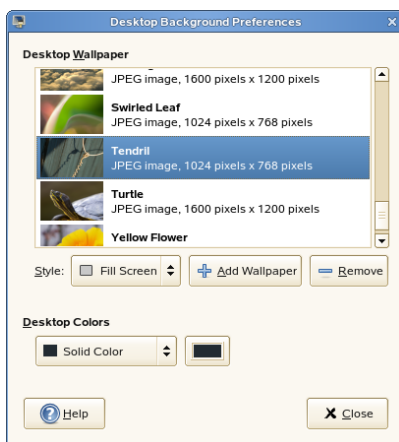 Desktop Background Preferences
Desktop Wallpaper
JPEG image, 1600 pixels x 1200 pixels
Swirled Leaf
JPEG image, 1024 pixels x 768 pixels
Tendril
JPEG image, 1024 pixels x 768 pixels
Turtle
JPEG image, 1600 pixels x 1200 pixels
Yellow Flower
Style: Fill Screen Add Wallpaper Remove
Desktop Colors
Solid Color
Help Close